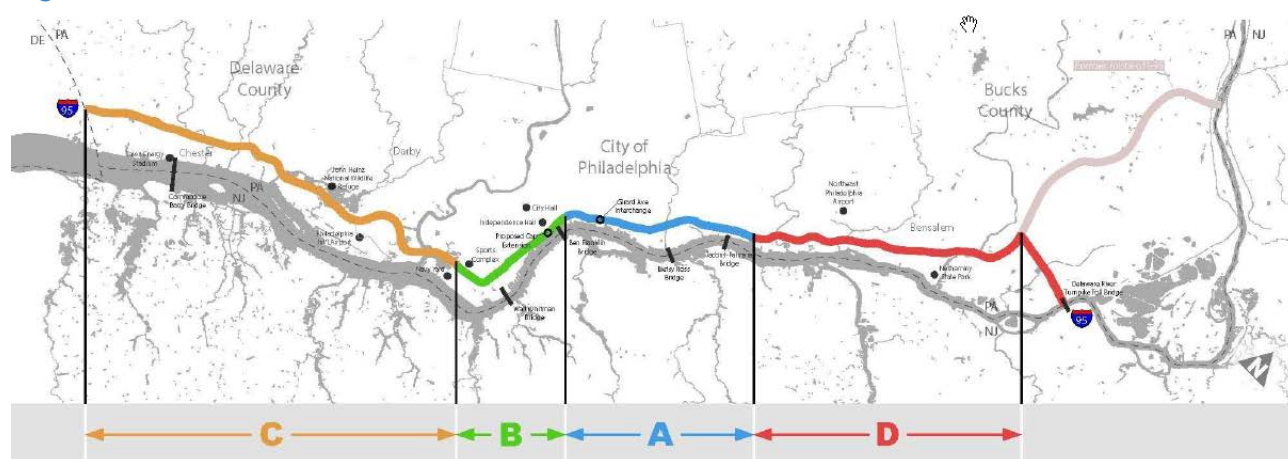 DE
PA
95
Delaware
County
Chester
Stadium
Commodore
Barry Bridge
PA
NJ
John Heinz
National Wildlife
Refuge
Darby
Philadelphia
Int'l Airport
Navy Yard
Sports
Complex
City Hall
Independence Hall
Proposed Cap
Extension
Walt Whitman
Bridge
Ben Franklin
Bridge
City of
Philadelphia
Girard Ave
Interchange
Betsy Ross
Bridge
Tacony-Palmyra
Bridge
Northeast
Philadelphia
Airport
Bensalem
Neshaminy
State Park
Bucks
County
PA
NJ
Delaware River
Turnpike Toll Bridge
95
PA
NJ
N
C
B
A
D